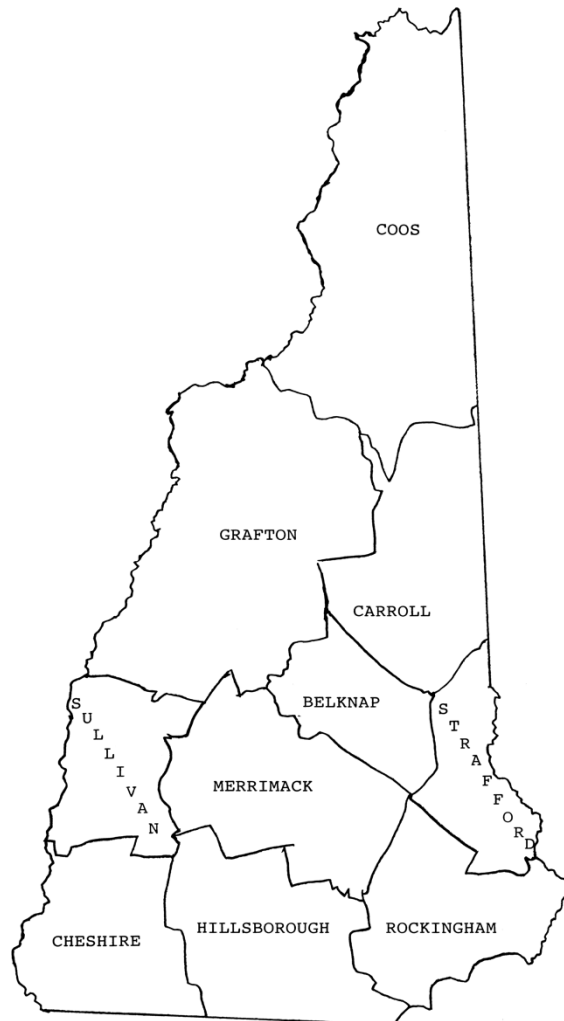 COOS
GRAFTON
CARROLL
BELKNAP
SULLIVAN
STRAFFORD
MERRIMACK
HILLSBOROUGH
ROCKINGHAM
CHESHIRE